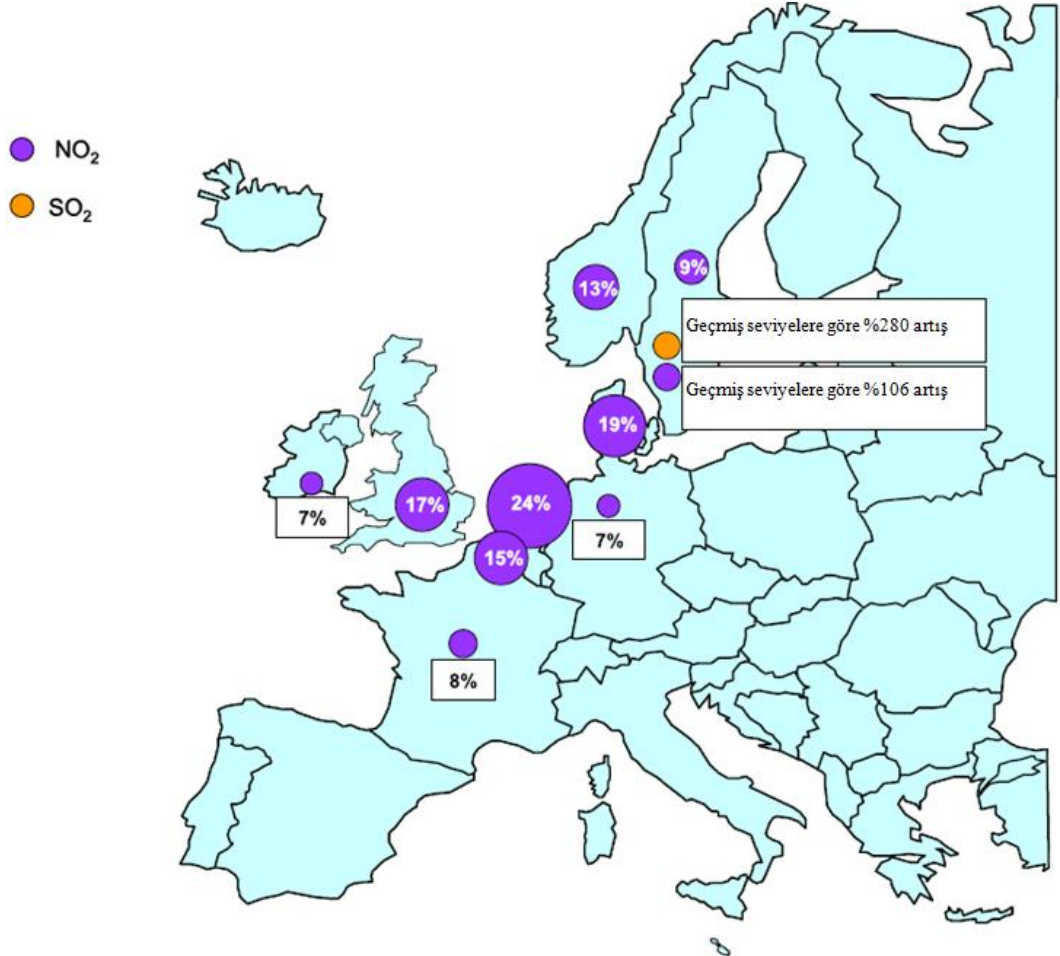 NO₂
SO₂
9%
13%
Geçmiş seviyelere göre %280 artış
Geçmiş seviyelere göre %106 artış
19%
24%
17%
7%
7%
15%
8%